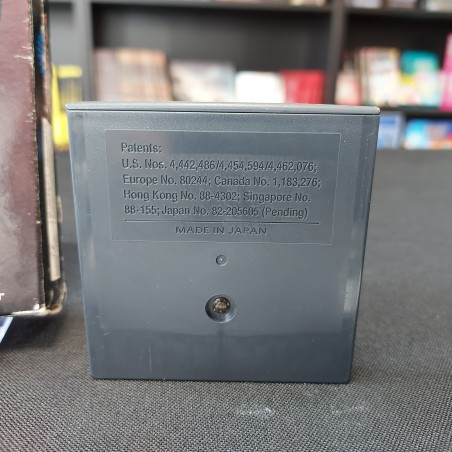 Patents:
U.S. Nos. 4,442,486/4,454,594/4,462,076;
Europe No. 80244; Canada No. 1,183,276;
Hong Kong No. 88-4302; Singapore No.
88-155; Japan No. 82-205605 (Pending)
MADE IN JAPAN